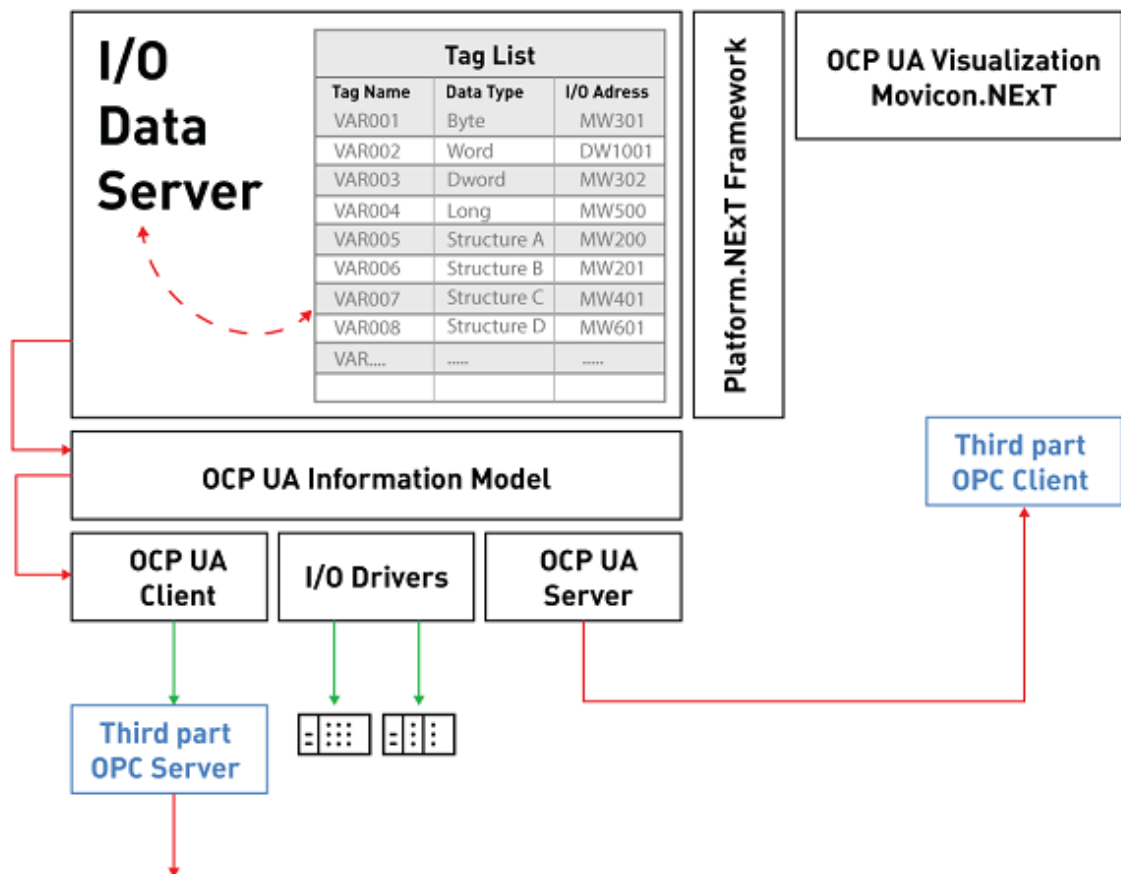 I/O
Data
Server
Tag List
Tag Name Data Type I/O Adress
VAR001 Byte MW301
VAR002 Word DW1001
VAR003 Dword MW302
VAR004 Long MW500
VAR005 Structure A MW200
VAR006 Structure B MW201
VAR007 Structure C MW401
VAR008 Structure D MW601
VAR.... ..... .....
Platform.NExT Framework
OCP UA Visualization
Movicon.NExT
OCP UA Information Model
Third part
OPC Client
OCP UA
Client
I/O Drivers
OCP UA
Server
Third part
OPC Server